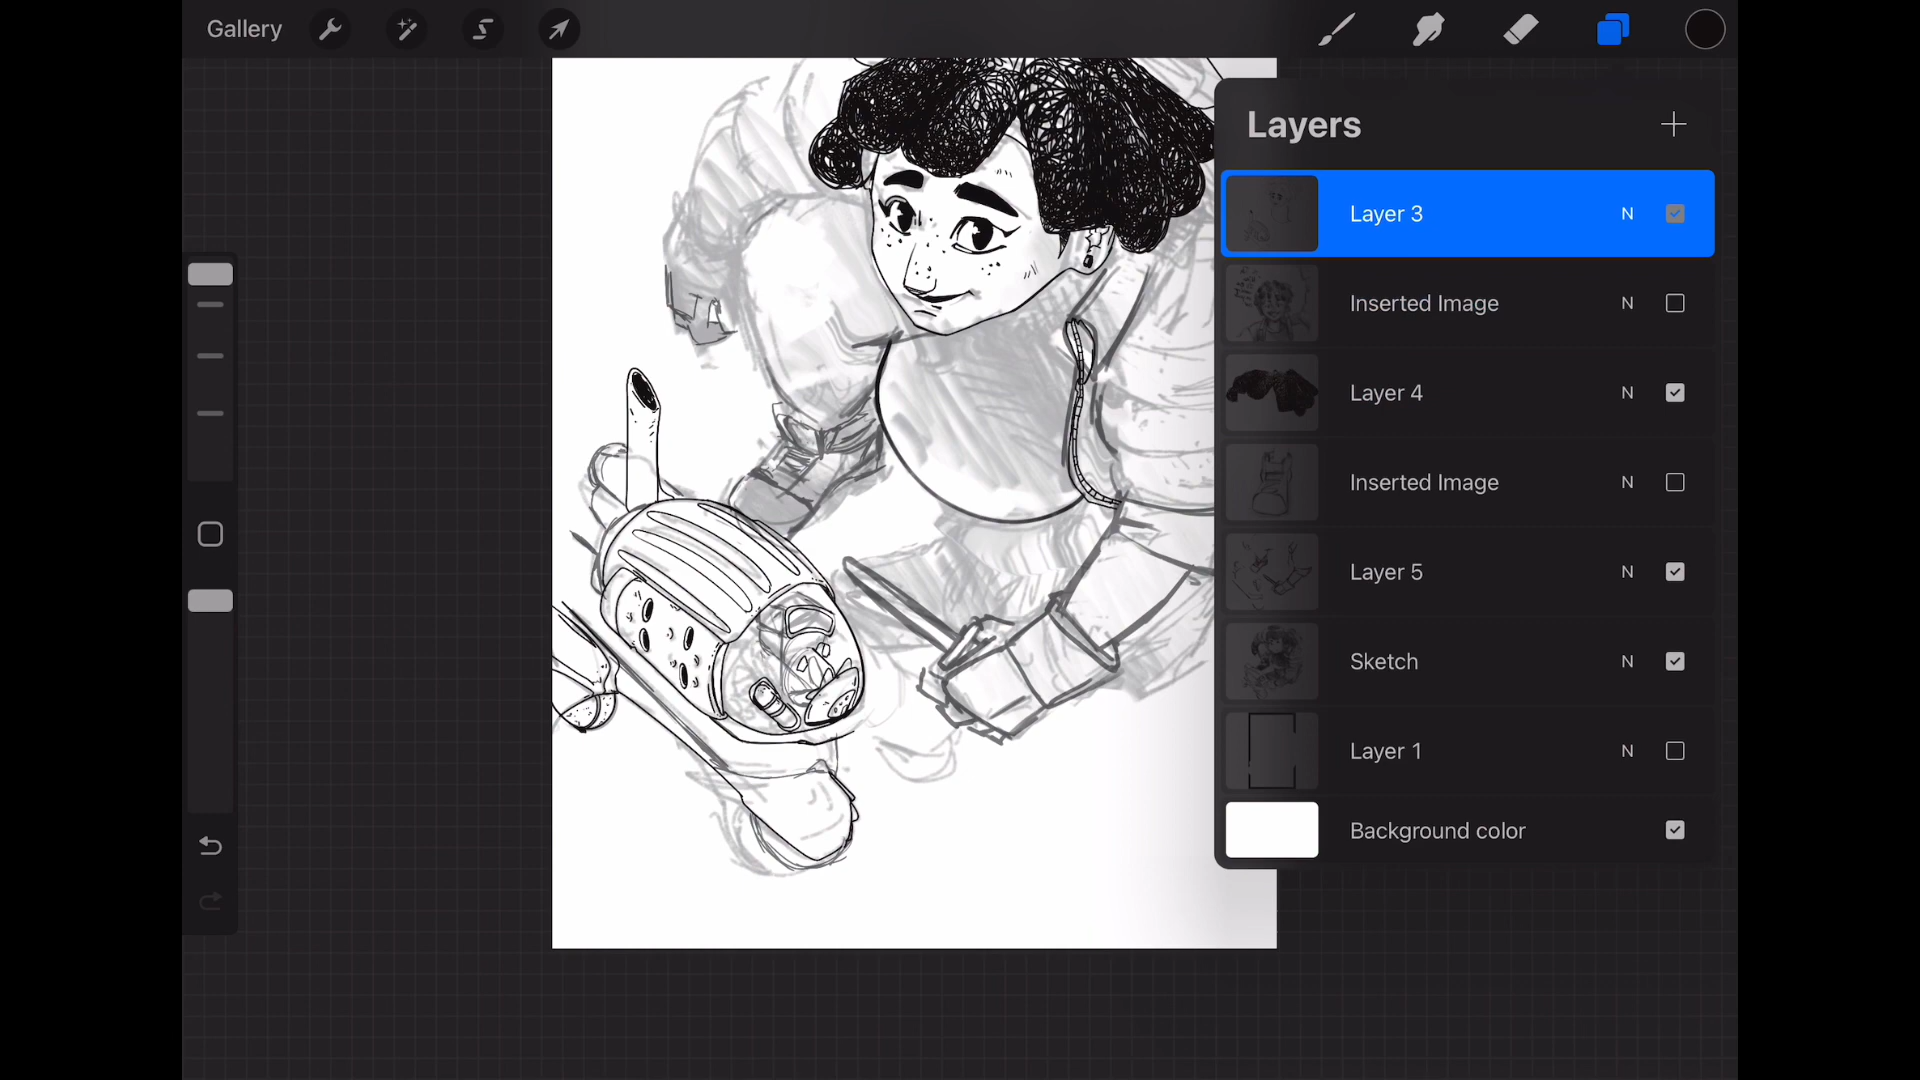 Gallery
Layers
Layer 3 N
Inserted Image N
Layer 4 N
Inserted Image N
Layer 5 N
Sketch N
Layer 1 N
Background color